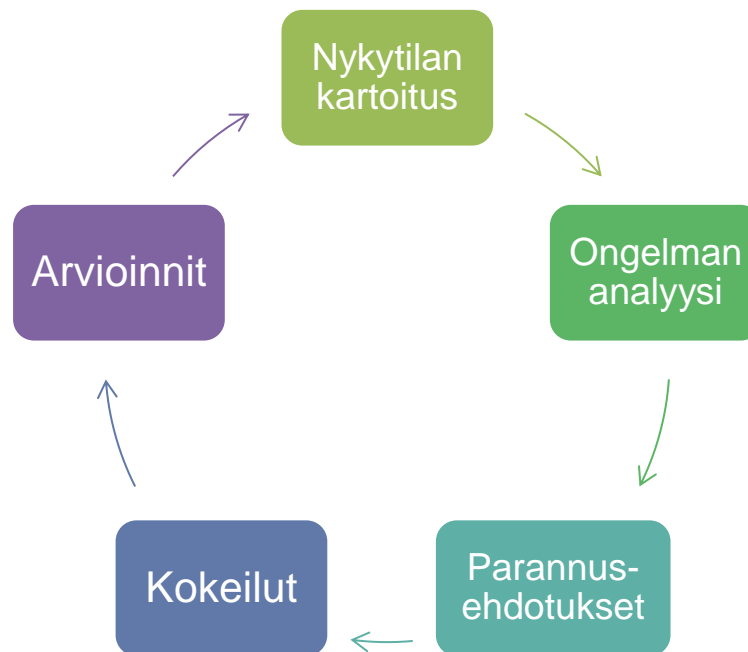 Nykytilan
kartoitus
Ongelman
analyysi
Parannus-
ehdotukset
Kokeilut
Arvioinnit